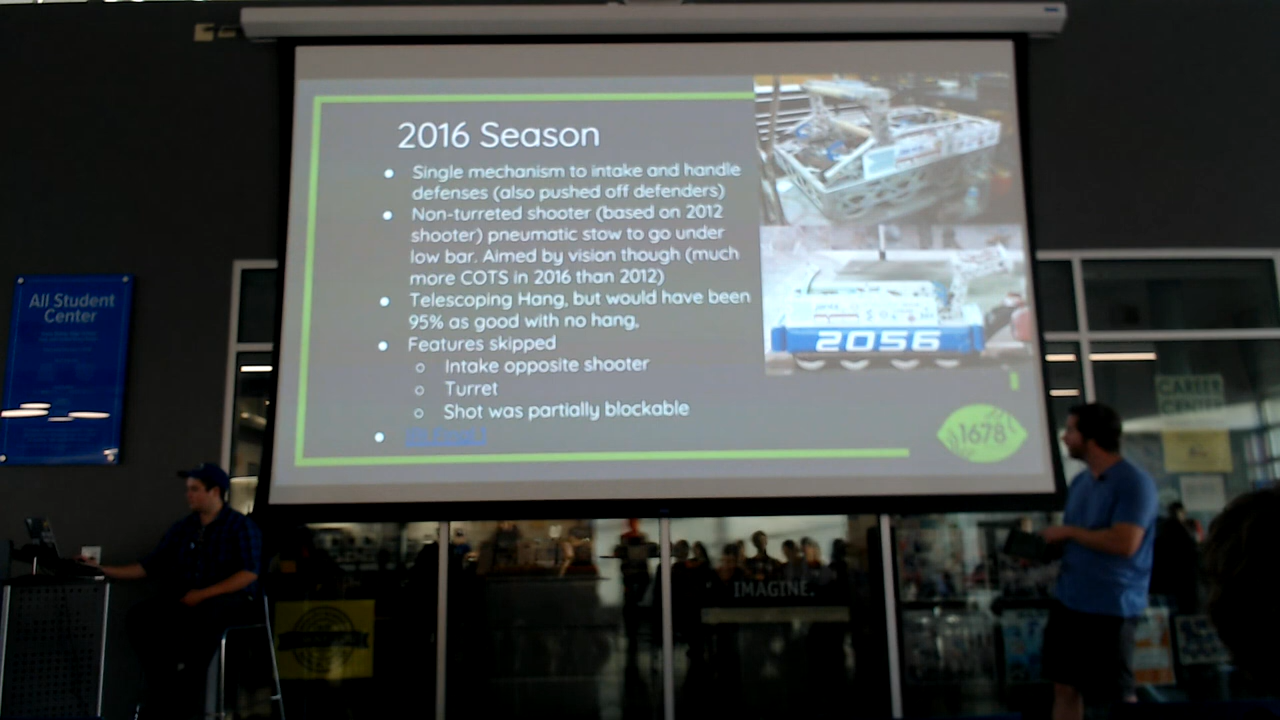 2016 Season
● Single mechanism to intake and handle
defenses (also pushed off defenders)
● Non-turreted shooter (based on 2012
shooter) pneumatic stow to go under
low bar. Aimed by vision though (much
more COTS in 2016 than 2012)
● Telescoping Hang, but would have been
95% as good with no hang,
● Features skipped
○ Intake opposite shooter
○ Turret
○ Shot was partially blockable
2056
1678
All Student
Center
CAREER
CENTER
IMAGINE.